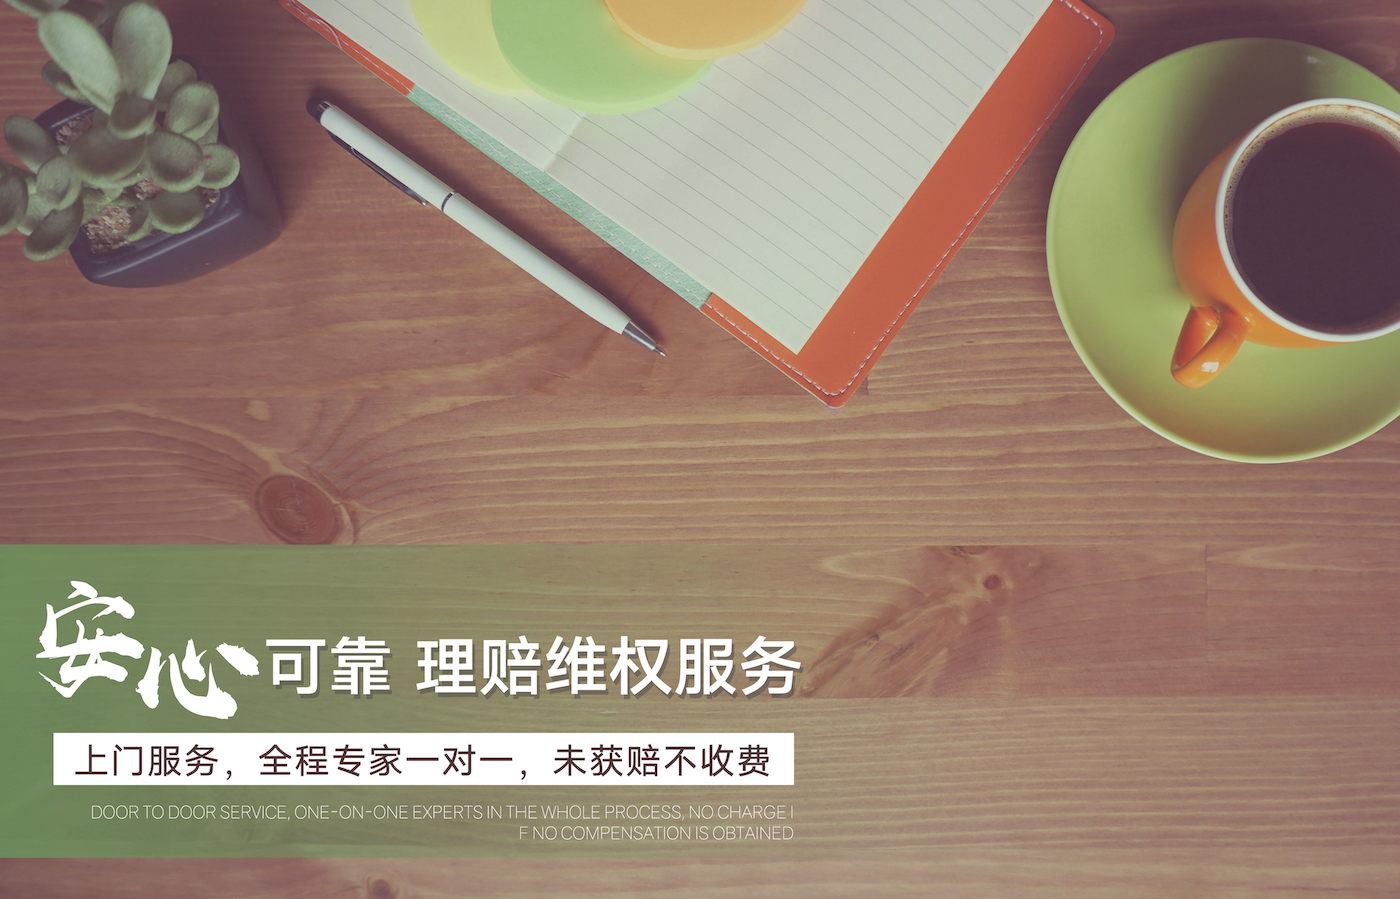 安心可靠 理赔维权服务
上门服务，全程专家一对一，未获赔不收费
DOOR TO DOOR SERVICE, ONE-ON-ONE EXPERTS IN THE WHOLE PROCESS, NO CHARGE I
F NO COMPENSATION IS OBTAINED